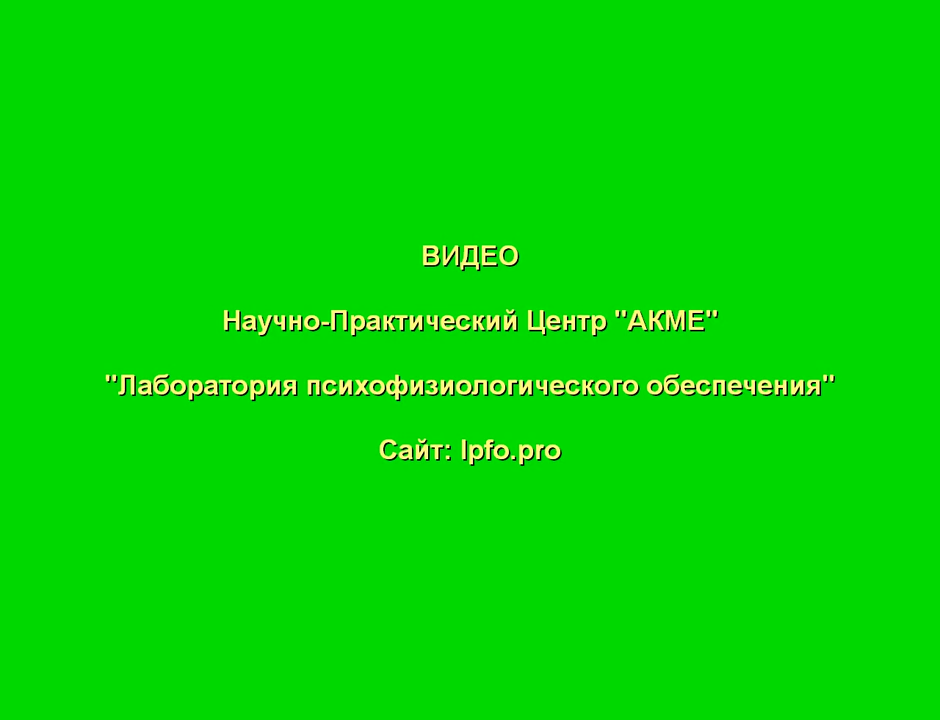 ВИДЕО
Научно-Практический Центр "АКМЕ"
"Лаборатория психофизиологического обеспечения"
Сайт: lpfo.pro